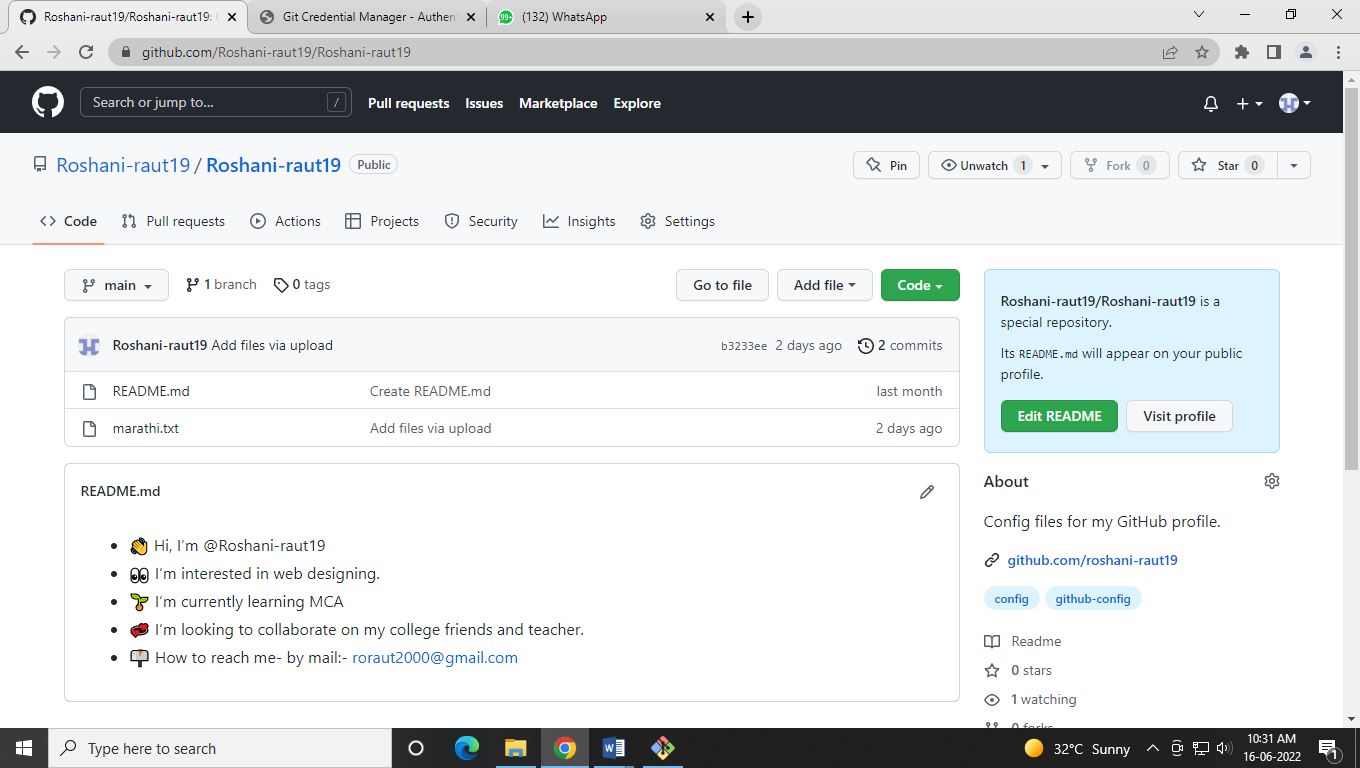 Roshani-raut19/Roshani-raut19: C
Git Credential Manager - Authen
(132) WhatsApp
github.com/Roshani-raut19/Roshani-raut19
Search or jump to... /
Pull requests Issues Marketplace Explore
Roshani-raut19 / Roshani-raut19 Public
Pin Unwatch 1 Fork 0 Star 0
Code Pull requests Actions Projects Security Insights Settings
main 1 branch 0 tags Go to file Add file Code
Roshani-raut19 Add files via upload b3233ee 2 days ago 2 commits
README.md Create README.md last month
marathi.txt Add files via upload 2 days ago
README.md
Hi, I’m @Roshani-raut19
I’m interested in web designing.
I’m currently learning MCA
I’m looking to collaborate on my college friends and teacher.
How to reach me- by mail:- roraut2000@gmail.com
Roshani-raut19/Roshani-raut19 is a
special repository.
Its README.md will appear on your public
profile.
Edit README Visit profile
About
Config files for my GitHub profile.
github.com/roshani-raut19
config github-config
Readme
0 stars
1 watching
0 forks
Type here to search
32°C Sunny
10:31 AM
16-06-2022
1